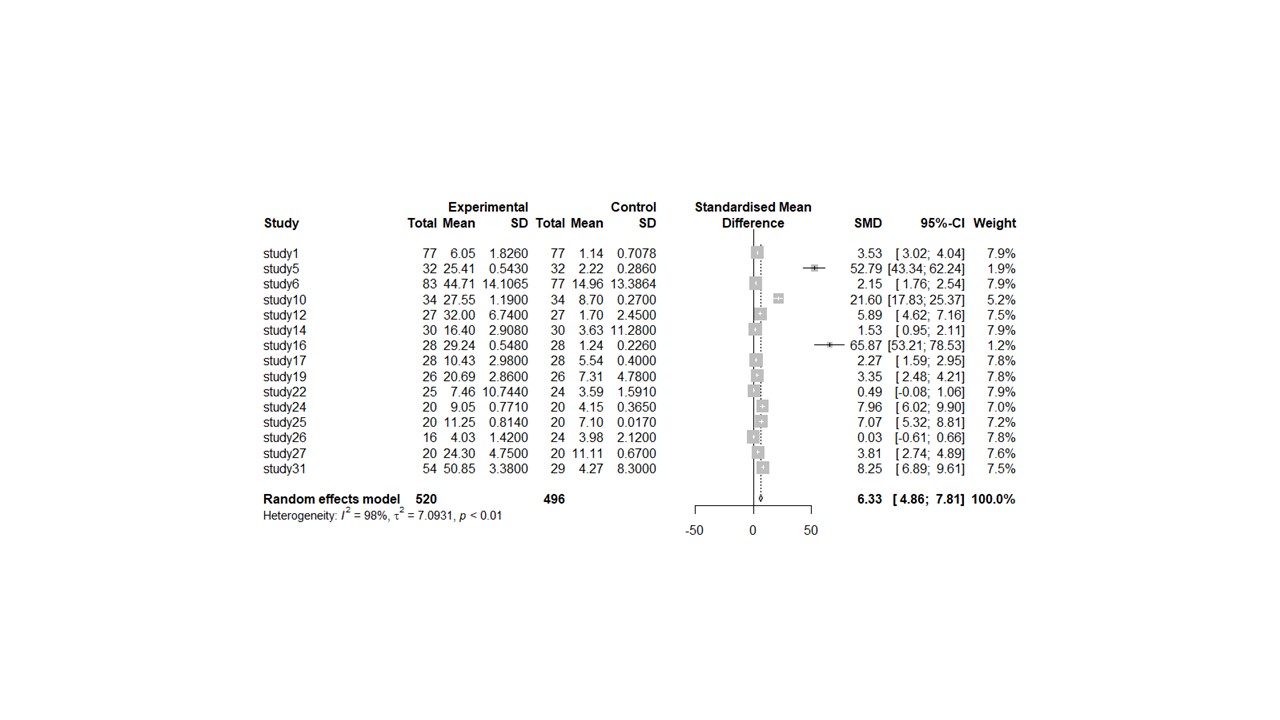 Experimental Control Standardised Mean
Study Total Mean SD Total Mean SD Difference SMD 95%-CI Weight
study1 77 6.05 1.8260 77 1.14 0.7078 3.53 [ 3.02; 4.04] 7.9%
study5 32 25.41 0.5430 32 2.22 0.2860 52.79 [43.34; 62.24] 1.9%
study6 83 44.71 14.1065 77 14.96 13.3864 2.15 [ 1.76; 2.54] 7.9%
study10 34 27.55 1.1900 34 8.70 0.2700 21.60 [17.83; 25.37] 5.2%
study12 27 32.00 6.7400 27 1.70 2.4500 5.89 [ 4.62; 7.16] 7.5%
study14 30 16.40 2.9080 30 3.63 11.2800 1.53 [ 0.95; 2.11] 7.9%
study16 28 29.24 0.5480 28 1.24 0.2260 65.87 [53.21; 78.53] 1.2%
study17 28 10.43 2.9800 28 5.54 0.4000 2.27 [ 1.59; 2.95] 7.8%
study19 26 20.69 2.8600 26 7.31 4.7800 3.35 [ 2.48; 4.21] 7.8%
study22 25 7.46 10.7440 24 3.59 1.5910 0.49 [-0.08; 1.06] 7.9%
study24 20 9.05 0.7710 20 4.15 0.3650 7.96 [ 6.02; 9.90] 7.0%
study25 20 11.25 0.8140 20 7.10 0.0170 7.07 [ 5.32; 8.81] 7.2%
study26 16 4.03 1.4200 24 3.98 2.1200 0.03 [-0.61; 0.66] 7.8%
study27 20 24.30 4.7500 20 11.11 0.6700 3.81 [ 2.74; 4.89] 7.6%
study31 54 50.85 3.3800 29 4.27 8.3000 8.25 [ 6.89; 9.61] 7.5%
Random effects model 520 496 6.33 [ 4.86; 7.81] 100.0%
Heterogeneity: I² = 98%, τ² = 7.0931, p < 0.01
-50 0 50